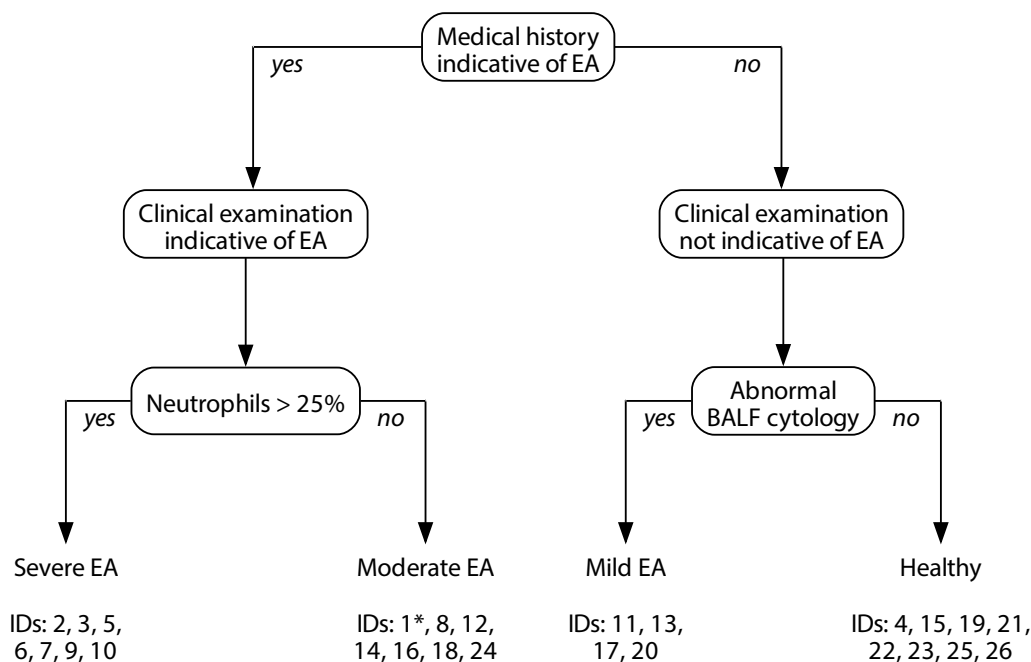 Medical history
indicative of EA
yes
no
Clinical examination
indicative of EA
Clinical examination
not indicative of EA
Neutrophils > 25%
yes
no
Abnormal
BALF cytology
yes
no
Severe EA
Moderate EA
Mild EA
Healthy
IDs: 2, 3, 5,
6, 7, 9, 10
IDs: 1*, 8, 12,
14, 16, 18, 24
IDs: 11, 13,
17, 20
IDs: 4, 15, 19, 21,
22, 23, 25, 26